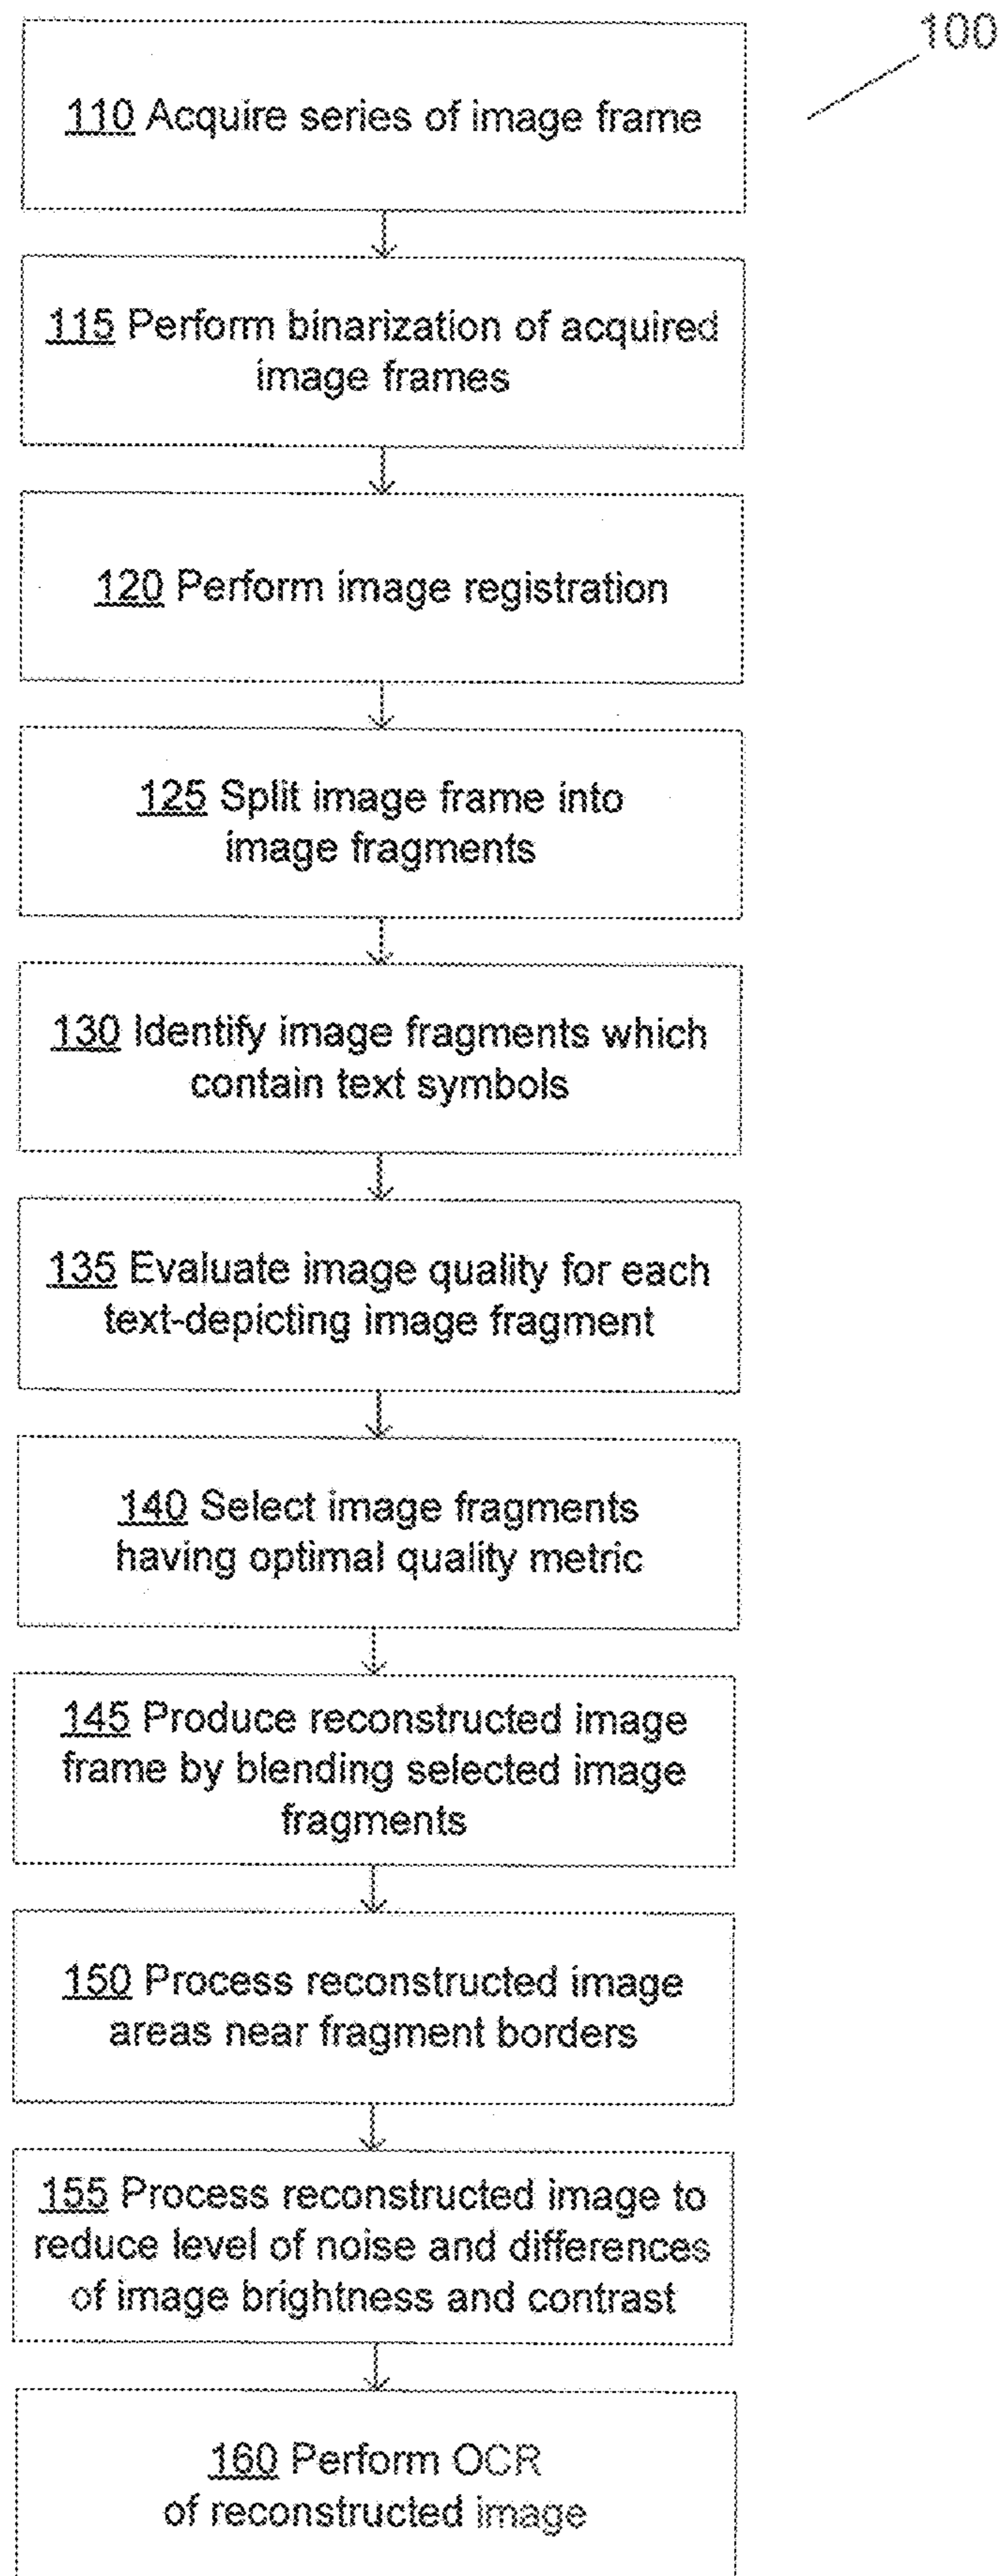 100
110 Acquire series of image frame
115 Perform binarization of acquired
image frames
120 Perform image registration
125 Split image frame into
image fragments
130 Identify image fragments which
contain text symbols
135 Evaluate image quality for each
text-depicting image fragment
140 Select image fragments
having optimal quality metric
145 Produce reconstructed image
frame by blending selected image
fragments
150 Process reconstructed image
areas near fragment borders
155 Process reconstructed image to
reduce level of noise and differences
of image brightness and contrast
160 Perform OCR
of reconstructed image